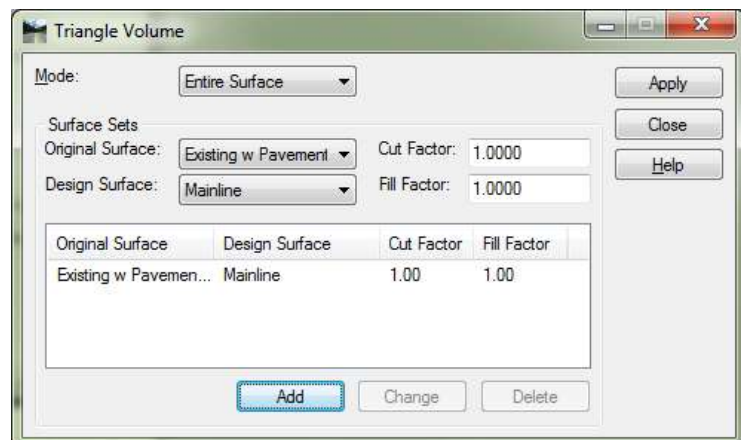 Triangle Volume
Mode: Entire Surface
Apply
Surface Sets
Close
Original Surface: Existing w Pavement Cut Factor: 1.0000
Help
Design Surface: Mainline Fill Factor: 1.0000
Original Surface Design Surface Cut Factor Fill Factor
Existing w Pavemen... Mainline 1.00 1.00
Add Change Delete